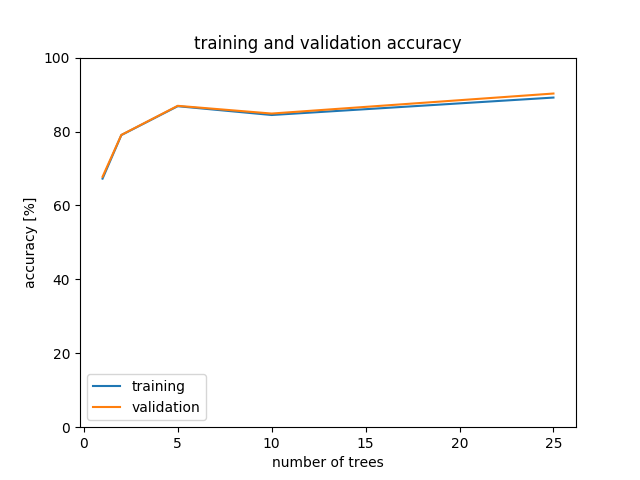 training and validation accuracy
100
80
60
40
20
0
accuracy [%]
training
validation
0 5 10 15 20 25
number of trees